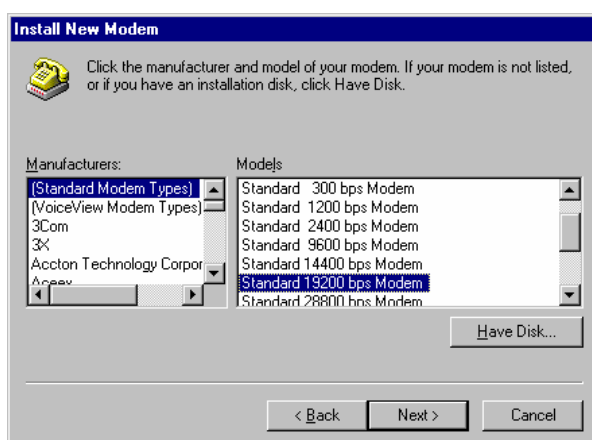 Install New Modem
Click the manufacturer and model of your modem. If your modem is not listed,
or if you have an installation disk, click Have Disk.
Manufacturers:
(Standard Modem Types)
(VoiceView Modem Types)
3Com
3X
Accton Technology Corpor
Aceex
Models
Standard 300 bps Modem
Standard 1200 bps Modem
Standard 2400 bps Modem
Standard 9600 bps Modem
Standard 14400 bps Modem
Standard 19200 bps Modem
Standard 28800 bps Modem
Have Disk...
< Back
Next >
Cancel